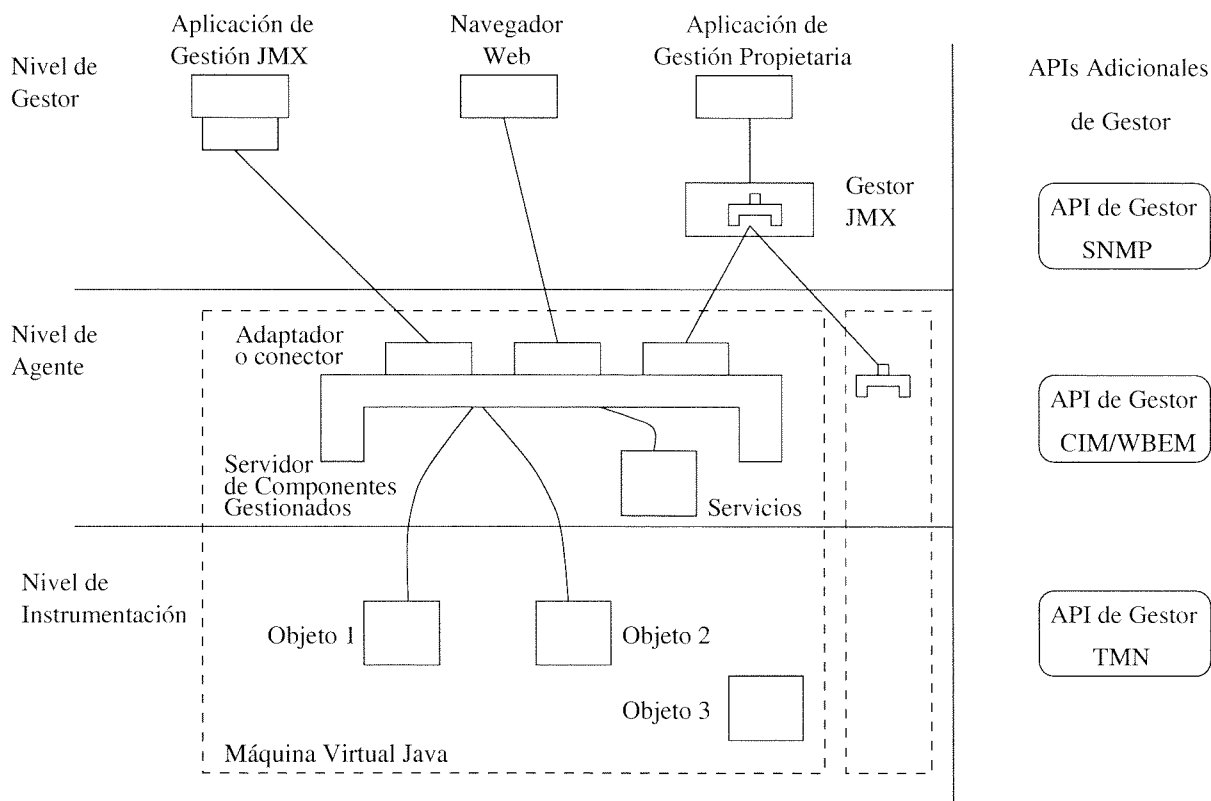 Aplicación de
Gestión JMX
Navegador
Web
Aplicación de
Gestión Propietaria
Nivel de
Gestor
APIs Adicionales
de Gestor
Gestor
JMX
API de Gestor
SNMP
Nivel de
Agente
Adaptador
o conector
API de Gestor
CIM/WBEM
Servidor
de Componentes
Gestionados
Servicios
Nivel de
Instrumentación
Objeto 1
Objeto 2
API de Gestor
TMN
Objeto 3
Máquina Virtual Java